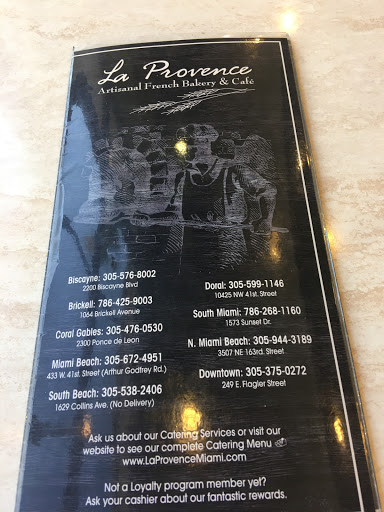 La Provence
Artisanal French Bakery & Café
Biscayne: 305-576-8002
2200 Biscayne Blvd
Brickell: 786-425-9003
1064 Brickell Avenue
Coral Gables: 305-476-0530
2300 Ponce de Leon
Miami Beach: 305-672-4951
433 W. 41st. Street (Arthur Godfrey Rd.)
South Beach: 305-538-2406
1629 Collins Ave. (No Delivery)
Doral: 305-599-1146
10425 NW 41st. Street
South Miami: 786-268-1160
1573 Sunset Dr.
N. Miami Beach: 305-944-3189
3507 NE 163rd. Street
Downtown: 305-375-0272
249 E. Flagler Street
Ask us about our Catering Services or visit our
website to see our complete Catering Menu
www.LaProvenceMiami.com
Not a Loyalty program member yet?
Ask your cashier about our fantastic rewards.